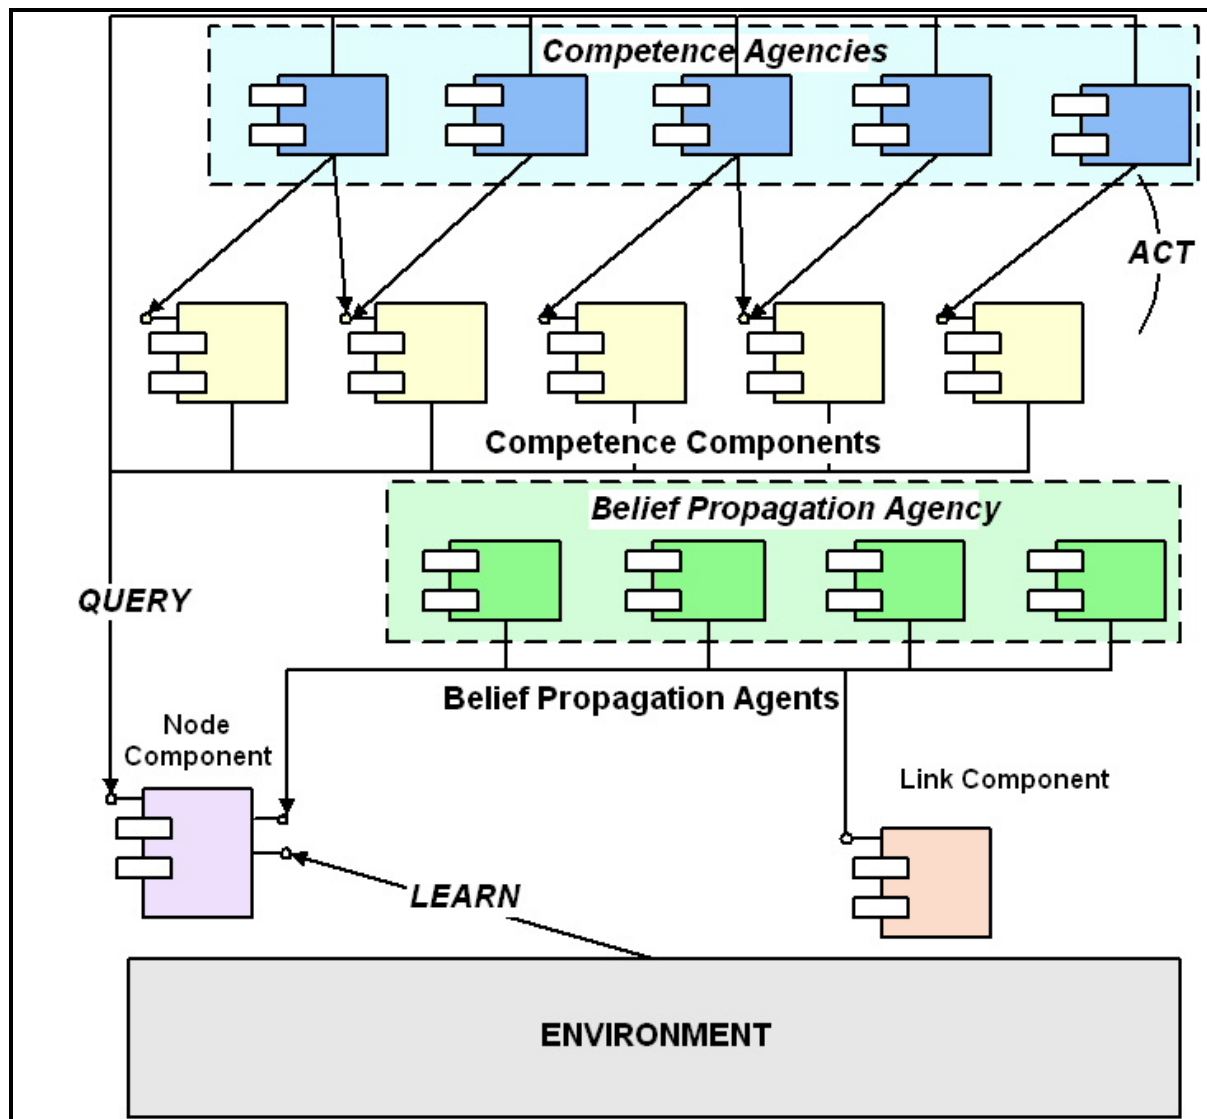 Competence Agencies
ACT
Competence Components
Belief Propagation Agency
QUERY
Belief Propagation Agents
Node
Component
Link Component
LEARN
ENVIRONMENT